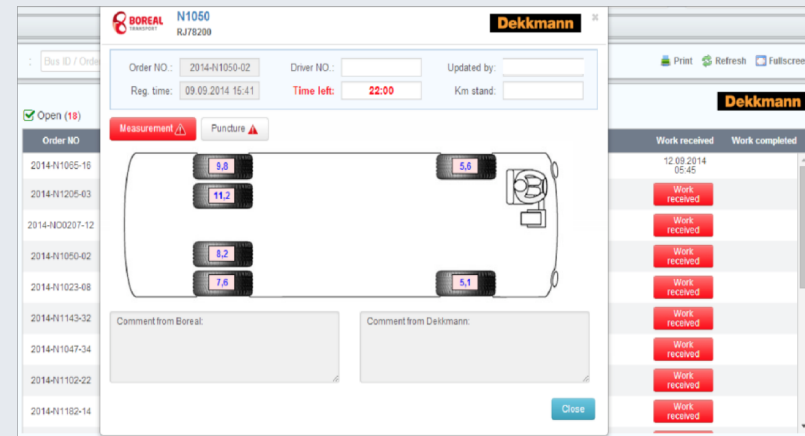 BOREAL
TRANSPORT
N1050
RJ78200
Dekkmann
×
: Bus ID / Orde
Print Refresh Fullscree
Order NO.: 2014-N1050-02 Driver NO.: Updated by:
Reg. time: 09.09.2014 15:41 Time left: 22:00 Km stand:
Dekkmann
Open (18)
Measurement Puncture
Order NO
Work received Work completed
2014-N1065-16
12.09.2014
05:45
9,8 5,6
2014-N1205-03
11,2
Work
received
2014-NO0207-12
Work
received
2014-N1050-02
8,2
Work
received
2014-N1023-08
7,6 5,1
Work
received
2014-N1143-32
Comment from Boreal: Comment from Dekkmann:
Work
received
2014-N1047-34
Work
received
2014-N1102-22
Work
received
2014-N1182-14
Close
Work
received